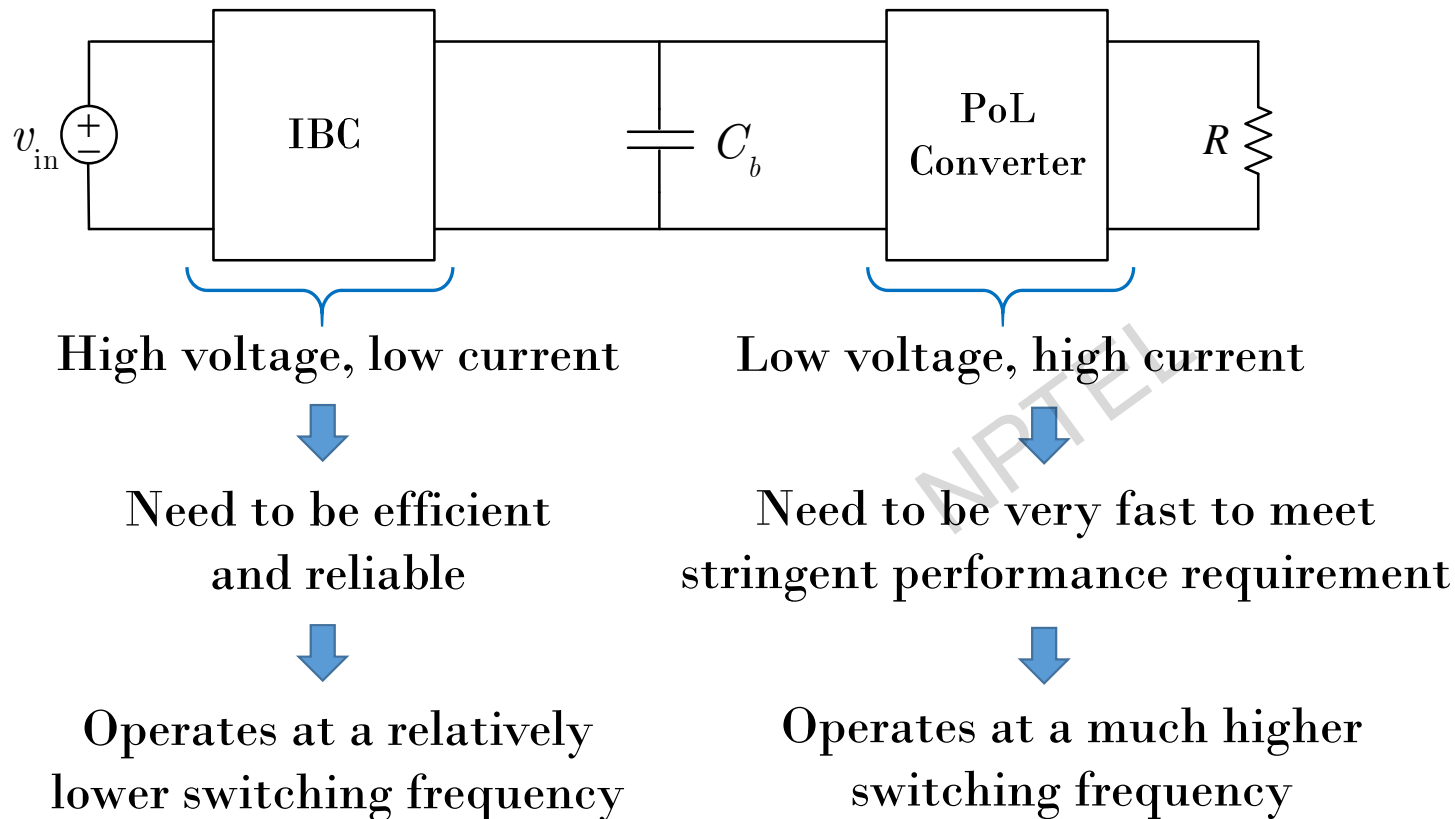 v_in
+
−
IBC
C_b
PoL
Converter
R
High voltage, low current
Need to be efficient
and reliable
Operates at a relatively
lower switching frequency
Low voltage, high current
Need to be very fast to meet
stringent performance requirement
Operates at a much higher
switching frequency
NPTEL